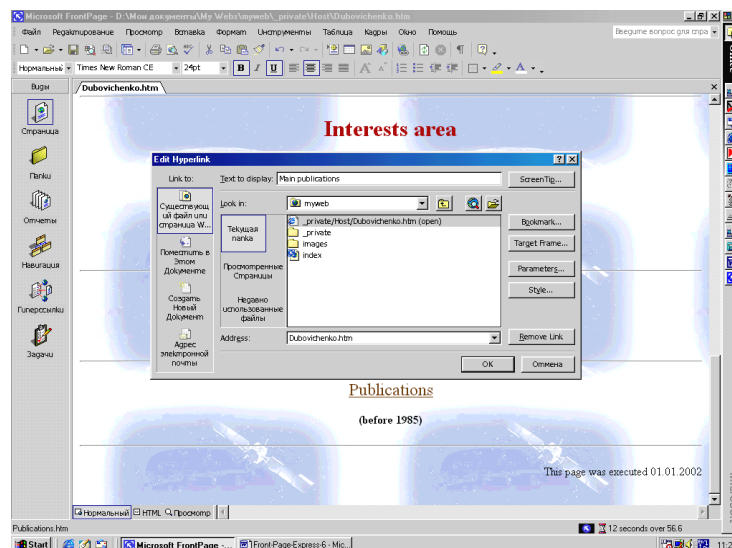 Microsoft FrontPage - D:\Мои документы\My Webs\myweb\_private\Host\Dubovichenko.htm
Файл Редактирование Просмотр Вставка Формат Инструменты Таблица Кадры Окно Помощь
Введите вопрос для спра
Нормальный Times New Roman CE 24pt B I U
Виды
Dubovichenko.htm
Страница
Папки
Отчеты
Навигация
Гиперссылки
Задачи
Interests area
Edit Hyperlink
Link to:
Text to display: Main publications
ScreenTip...
Существующ
ий файл или
страница W...
Look in: myweb
Поместить в
Этом
Документе
Создать
Новый
Документ
Адрес
электронной
почты
Текущая
папка
Просмотренные
Страницы
Недавно
использованные
файлы
_private/Host/Dubovichenko.htm (open)
_private
images
index
Bookmark...
Target Frame...
Parameters...
Style...
Address: Dubovichenko.htm
Remove Link
OK Отмена
Publications
(before 1985)
This page was executed 01.01.2002
Нормальный HTML Просмотр
Publications.htm
12 seconds over 56.6
Start Microsoft FrontPage -... Front-Page-Express-6 - Mic...
11:2